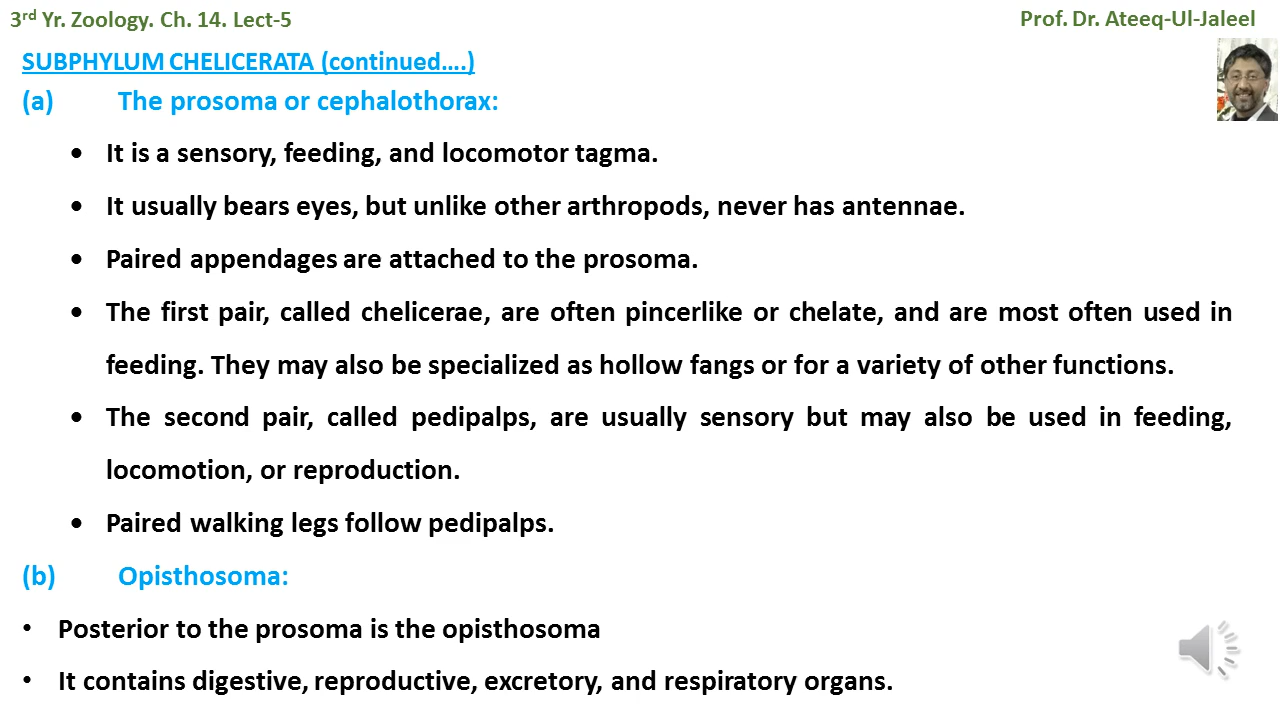 3rd Yr. Zoology. Ch. 14. Lect-5
Prof. Dr. Ateeq-Ul-Jaleel
SUBPHYLUM CHELICERATA (continued….)
(a) The prosoma or cephalothorax:
• It is a sensory, feeding, and locomotor tagma.
• It usually bears eyes, but unlike other arthropods, never has antennae.
• Paired appendages are attached to the prosoma.
• The first pair, called chelicerae, are often pincerlike or chelate, and are most often used in
feeding. They may also be specialized as hollow fangs or for a variety of other functions.
• The second pair, called pedipalps, are usually sensory but may also be used in feeding,
locomotion, or reproduction.
• Paired walking legs follow pedipalps.
(b) Opisthosoma:
• Posterior to the prosoma is the opisthosoma
• It contains digestive, reproductive, excretory, and respiratory organs.